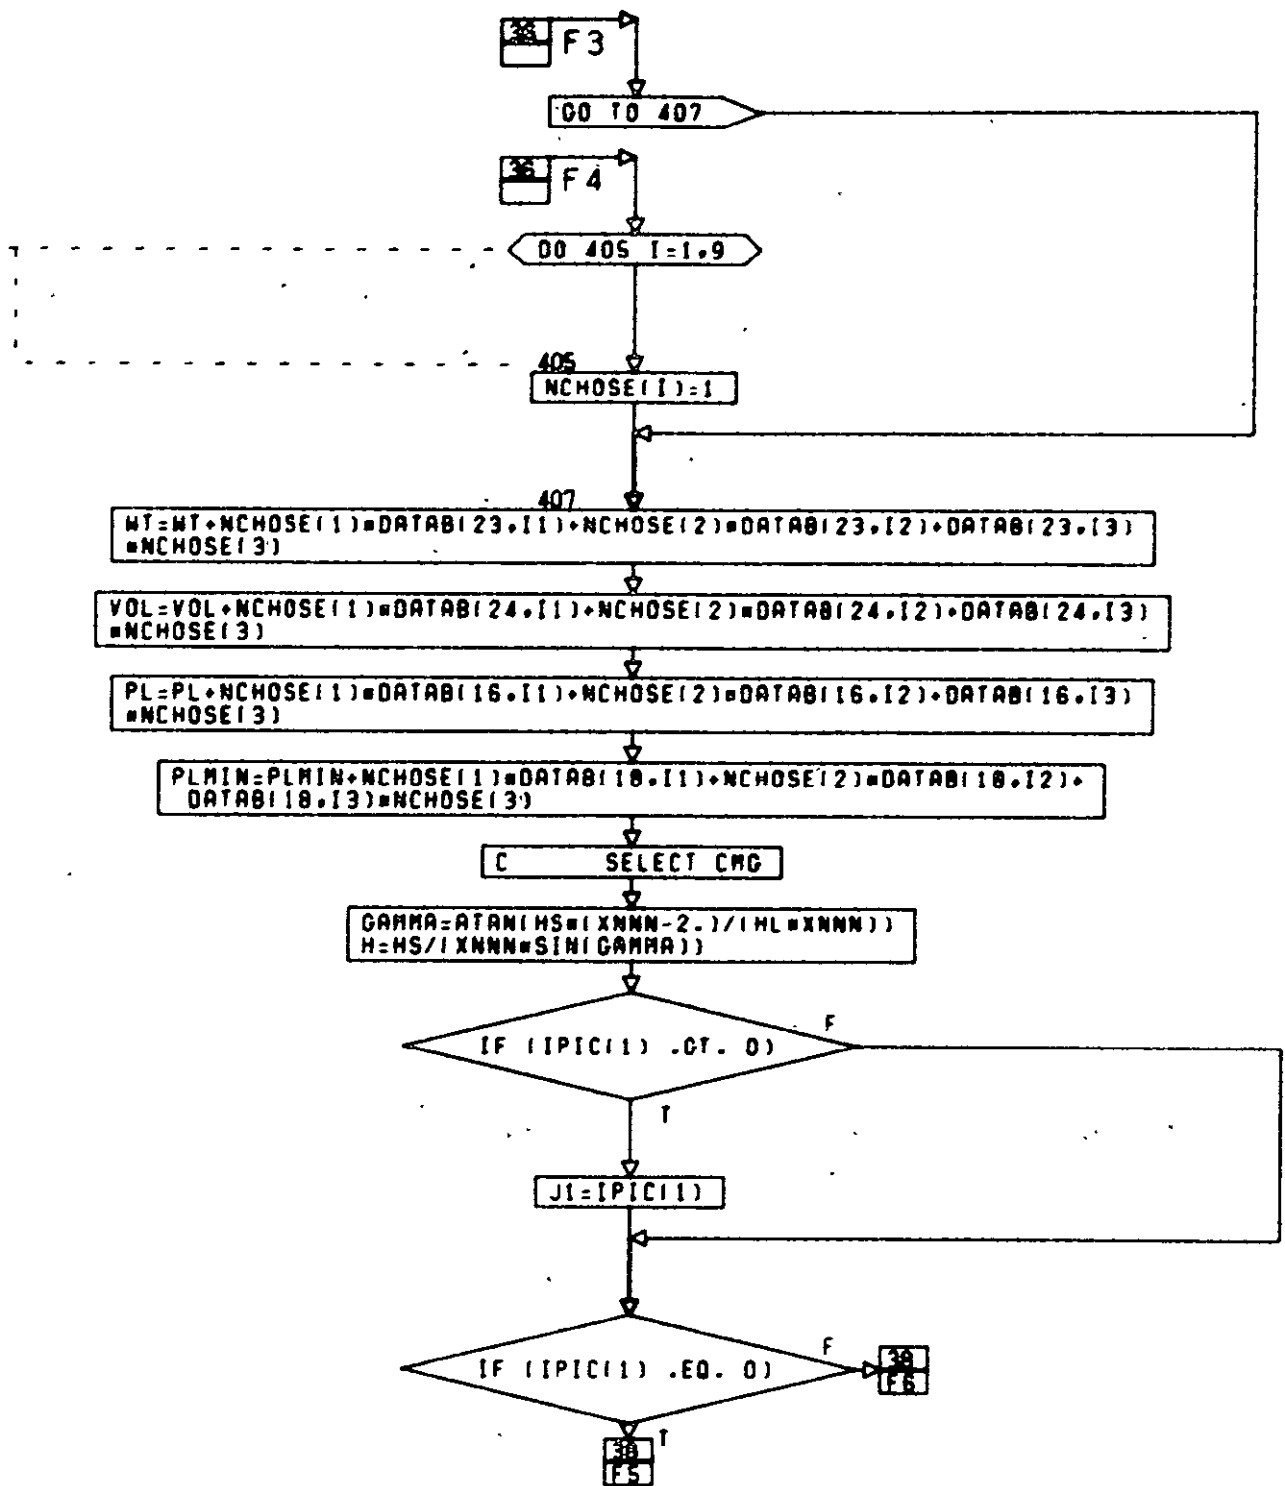 F3
GO TO 407
36
F4
DO 405 I=1,9
405
NCHOSE(I)=1
407
WT=WT+NCHOSE(1)*DATAB(23,I1)+NCHOSE(2)*DATAB(23,I2)+DATAB(23,I3)
*NCHOSE(3)
VOL=VOL+NCHOSE(1)*DATAB(24,I1)+NCHOSE(2)*DATAB(24,I2)+DATAB(24,I3)
*NCHOSE(3)
PL=PL+NCHOSE(1)*DATAB(16,I1)+NCHOSE(2)*DATAB(16,I2)+DATAB(16,I3)
*NCHOSE(3)
PLMIN=PLMIN+NCHOSE(1)*DATAB(18,I1)+NCHOSE(2)*DATAB(18,I2)+
DATAB(18,I3)*NCHOSE(3)
C SELECT CMG
GAMMA=ATAN(HS*(XNNN-2.)/(HL*XNNN))
H=HS/(XNNN*SIN(GAMMA))
F
IF (IPIC(1) .GT. 0)
T
J1=IPIC(1)
F
IF (IPIC(1) .EQ. 0)
38
F6
T
38
F5